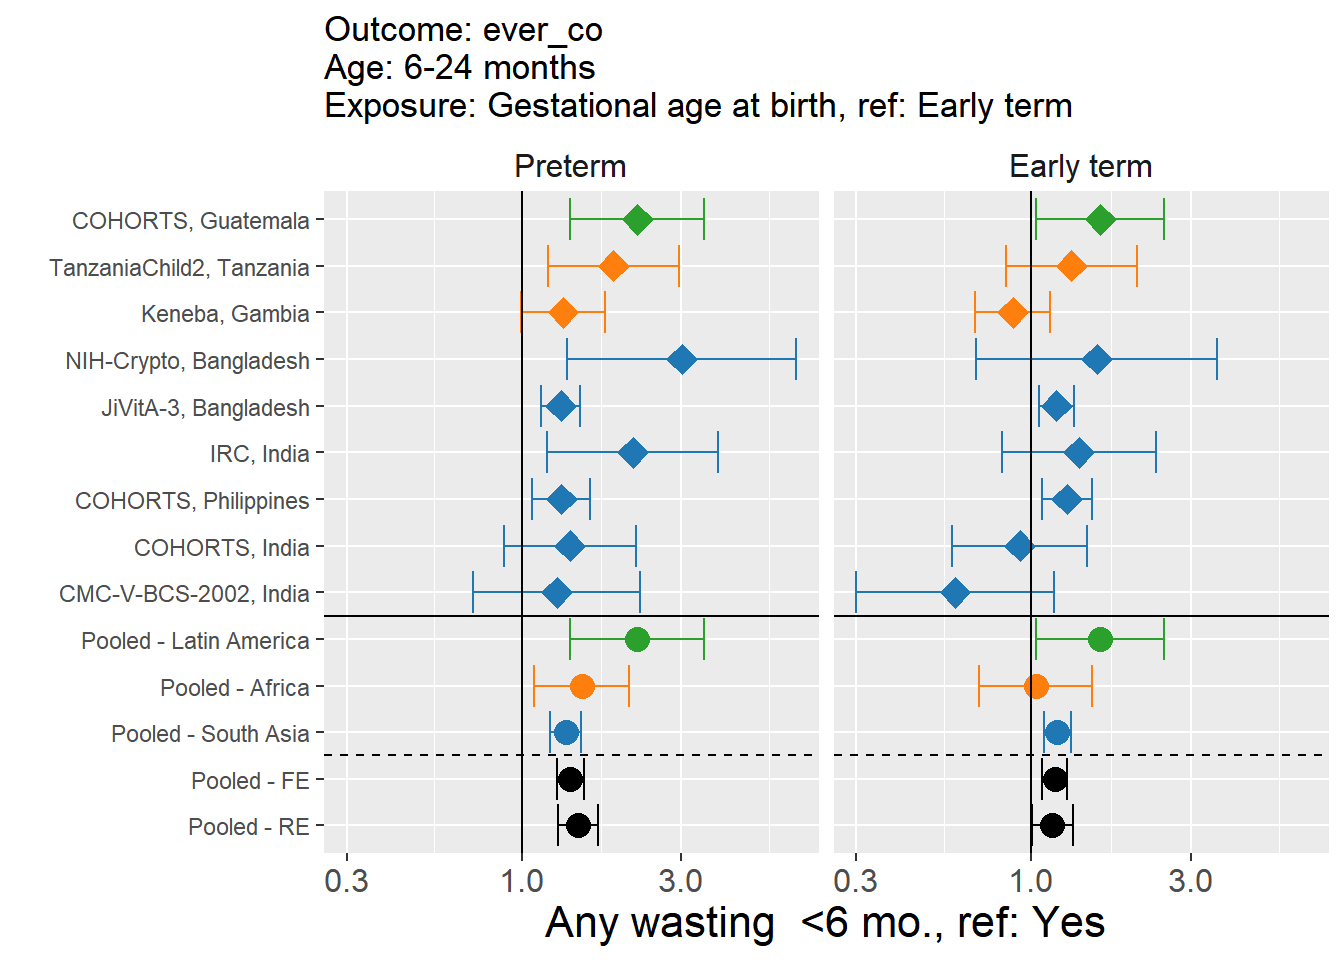 Outcome: ever_co
Age: 6-24 months
Exposure: Gestational age at birth, ref: Early term
Preterm
Early term
COHORTS, Guatemala
TanzaniaChild2, Tanzania
Keneba, Gambia
NIH-Crypto, Bangladesh
JiVitA-3, Bangladesh
IRC, India
COHORTS, Philippines
COHORTS, India
CMC-V-BCS-2002, India
Pooled - Latin America
Pooled - Africa
Pooled - South Asia
Pooled - FE
Pooled - RE
0.3 1.0 3.0 0.3 1.0 3.0
Any wasting  <6 mo., ref: Yes